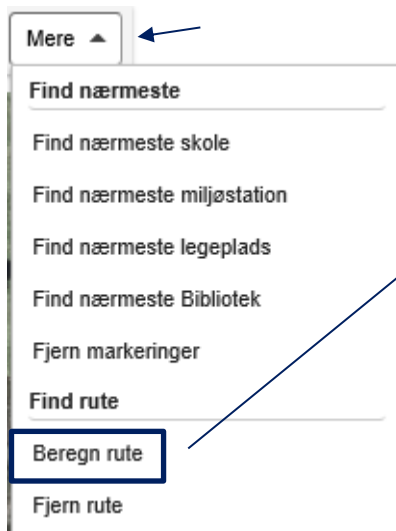 Mere
Find nærmeste
Find nærmeste skole
Find nærmeste miljøstation
Find nærmeste legeplads
Find nærmeste Bibliotek
Fjern markeringer
Find rute
Beregn rute
Fjern rute